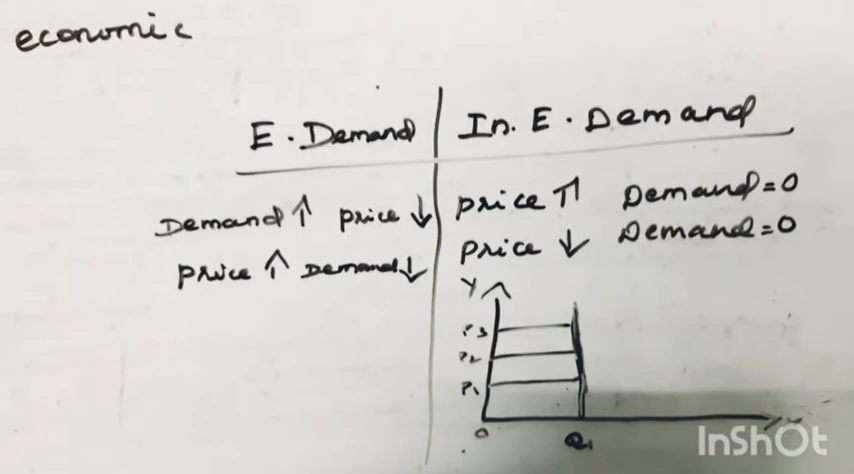 economic
E. Demand
In. E. Demand
Demand ↑ price ↓
price ↑ Demand ↓
price ↑ Demand = 0
price ↓ Demand = 0
Y
P3
P2
P1
0
Q1
InShOt